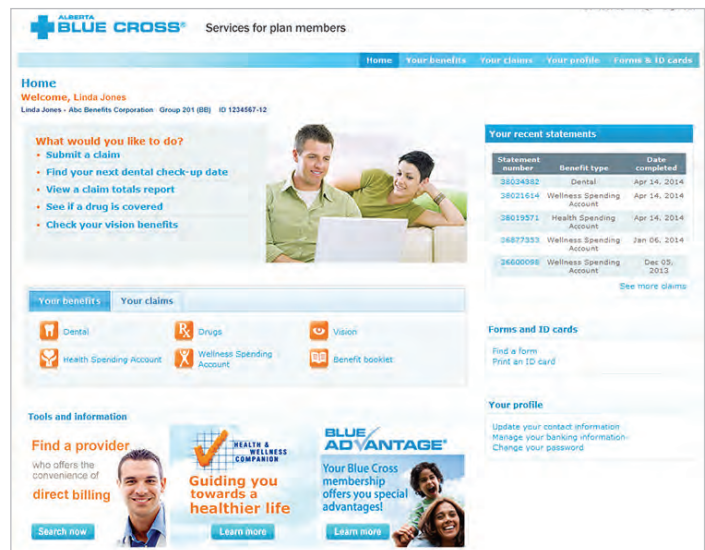 ALBERTA
BLUE CROSS®
Services for plan members
Home Your benefits Your claims Your profile Forms & ID cards
Home
Welcome, Linda Jones
Linda Jones - Abc Benefits Corporation Group 201 (BB) ID 1234567-12
What would you like to do?
• Submit a claim
• Find your next dental check-up date
• View a claim totals report
• See if a drug is covered
• Check your vision benefits
Your recent statements
Statement number Benefit type Date completed
38034382 Dental Apr 14, 2014
38021614 Wellness Spending Account Apr 14, 2014
38019571 Health Spending Account Apr 14, 2014
36877333 Wellness Spending Account Jan 06, 2014
36600098 Wellness Spending Account Dec 05, 2013
See more claims
Your benefits Your claims
Dental
Rx Drugs
Vision
Health Spending Account
Wellness Spending Account
Benefit booklet
Forms and ID cards
Find a form
Print an ID card
Your profile
Update your contact information
Manage your banking information
Change your password
Tools and information
Find a provider
who offers the
convenience of
direct billing
Search now
HEALTH &
WELLNESS
COMPANION
Guiding you
towards a
healthier life
Learn more
BLUE
ADVANTAGE®
Your Blue Cross
membership
offers you special
advantages!
Learn more